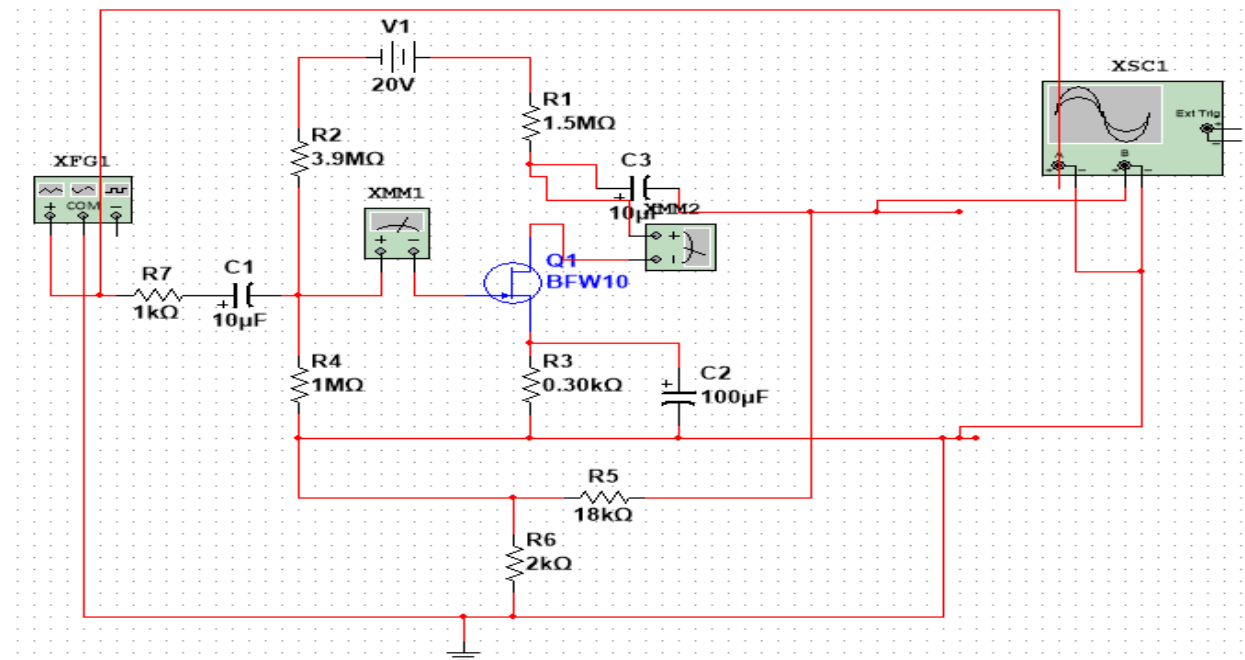 V1
20V
XSC1
Ext Trig
+
−
A
B
+ − + −
R1
1.5MΩ
R2
3.9MΩ
C3
+
10µF
XFG1
+ COM −
XMM1
+ −
XMM2
+
Q1
BFW10
R7
1kΩ
C1
+
10µF
R4
1MΩ
R3
0.30kΩ
C2
+
100µF
R5
18kΩ
R6
2kΩ